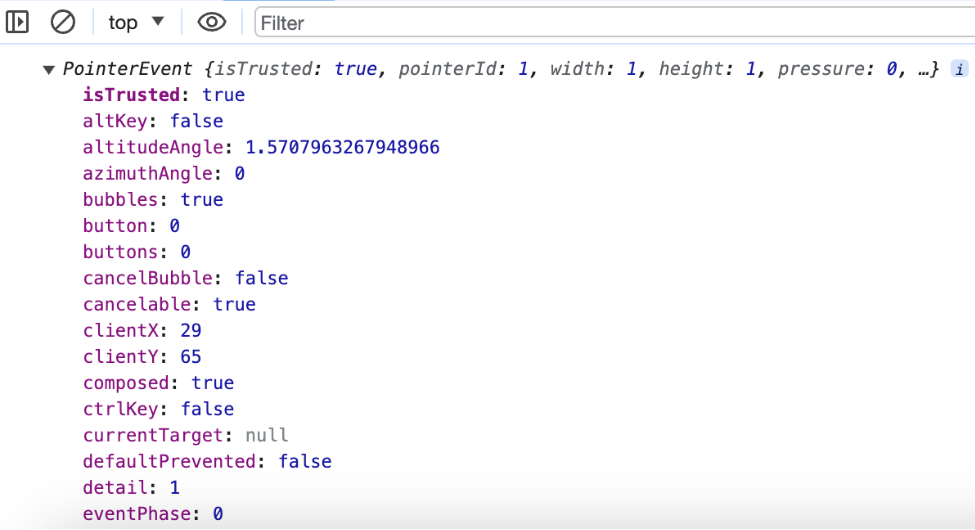 top Filter
PointerEvent {isTrusted: true, pointerId: 1, width: 1, height: 1, pressure: 0, …} i
isTrusted: true
altKey: false
altitudeAngle: 1.5707963267948966
azimuthAngle: 0
bubbles: true
button: 0
buttons: 0
cancelBubble: false
cancelable: true
clientX: 29
clientY: 65
composed: true
ctrlKey: false
currentTarget: null
defaultPrevented: false
detail: 1
eventPhase: 0